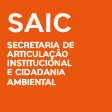 SAIC
SECRETARIA DE
ARTICULAÇÃO
INSTITUCIONAL
E CIDADANIA
AMBIENTAL